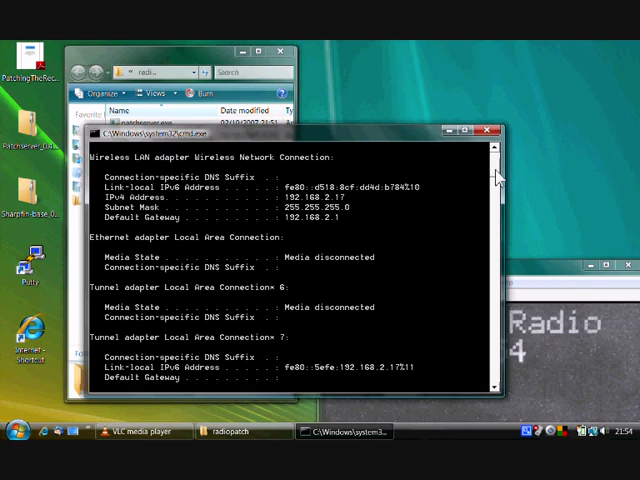 PatchingTheRec...
Patchserver_0.4...
Sharpfin-base_0...
Putty
Internet - Shortcut
radi...
Search
Organize
Views
Burn
Favorite
Name
Date modified
patchserver.exe
02/10/2007 21:51
C:\Windows\system32\cmd.exe
Wireless LAN adapter Wireless Network Connection:
Connection-specific DNS Suffix . :
Link-local IPv6 Address . . . . . : fe80::d518:8cf:dd4d:b784%10
IPv4 Address. . . . . . . . . . . : 192.168.2.17
Subnet Mask . . . . . . . . . . . : 255.255.255.0
Default Gateway . . . . . . . . . : 192.168.2.1
Ethernet adapter Local Area Connection:
Media State . . . . . . . . . . . : Media disconnected
Connection-specific DNS Suffix . :
Tunnel adapter Local Area Connection* 6:
Media State . . . . . . . . . . . : Media disconnected
Connection-specific DNS Suffix . :
Tunnel adapter Local Area Connection* 7:
Connection-specific DNS Suffix . :
Link-local IPv6 Address . . . . . : fe80::5efe:192.168.2.17%11
Default Gateway . . . . . . . . . :
Radio
4
VLC media player
radiopatch
C:\Windows\system3...
21:54